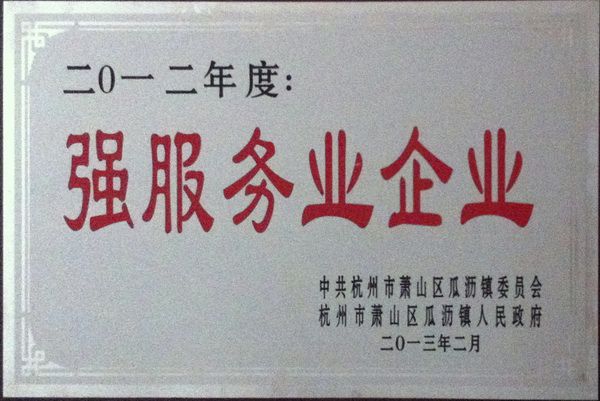 二〇一二年度：
强服务业企业
中共杭州市萧山区瓜沥镇委员会
杭州市萧山区瓜沥镇人民政府
二〇一三年二月